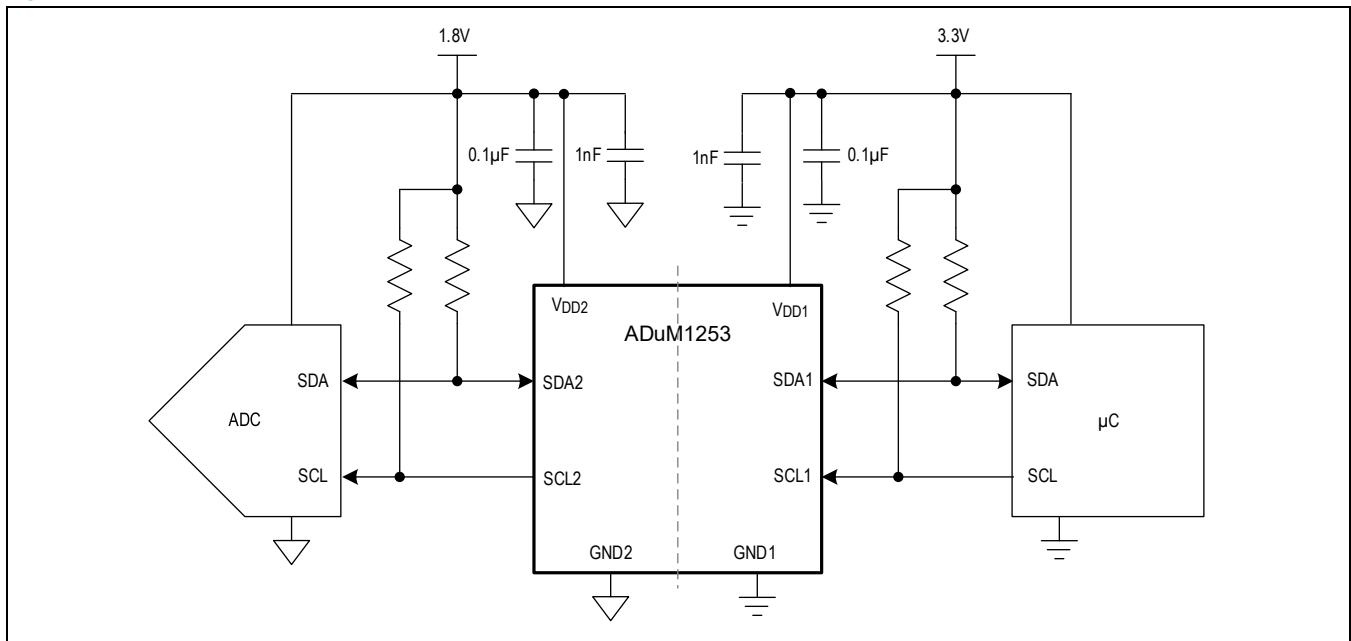 1.8V
3.3V
0.1µF
1nF
1nF
0.1µF
VDD2
VDD1
ADuM1253
SDA
SDA2
SDA1
SDA
ADC
µC
SCL
SCL2
SCL1
SCL
GND2
GND1